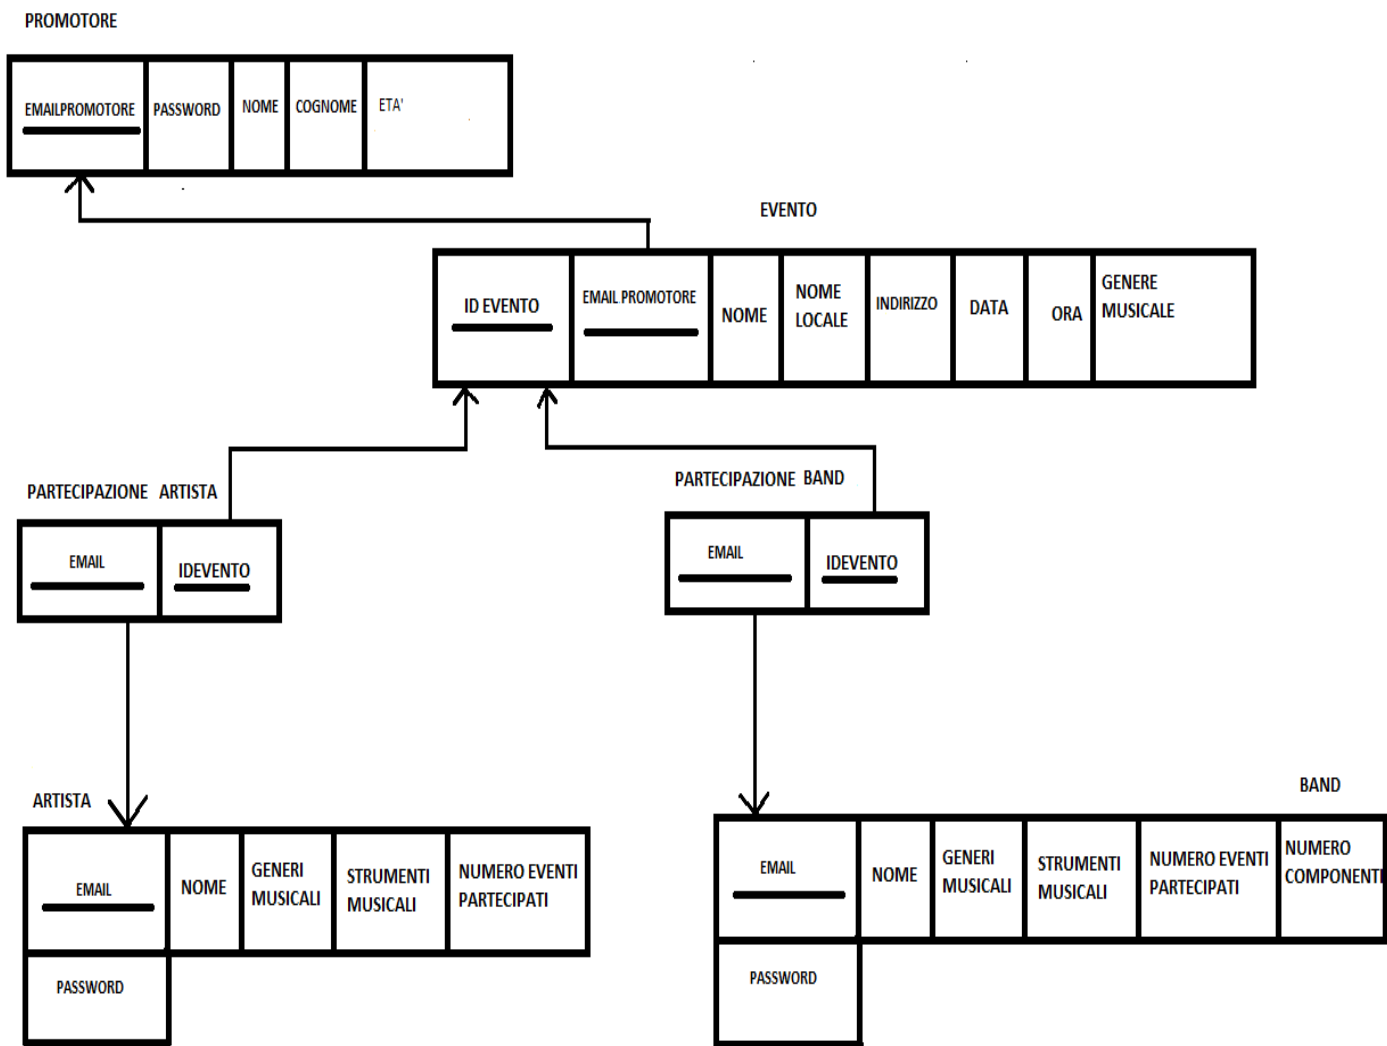 PROMOTORE
EMAILPROMOTORE
PASSWORD
NOME
COGNOME
ETA'
EVENTO
ID EVENTO
EMAIL PROMOTORE
NOME
NOME
LOCALE
INDIRIZZO
DATA
ORA
GENERE
MUSICALE
PARTECIPAZIONE ARTISTA
EMAIL
IDEVENTO
PARTECIPAZIONE BAND
EMAIL
IDEVENTO
ARTISTA
EMAIL
NOME
GENERI
MUSICALI
STRUMENTI
MUSICALI
NUMERO EVENTI
PARTECIPATI
PASSWORD
BAND
EMAIL
NOME
GENERI
MUSICALI
STRUMENTI
MUSICALI
NUMERO EVENTI
PARTECIPATI
NUMERO
COMPONENTI
PASSWORD